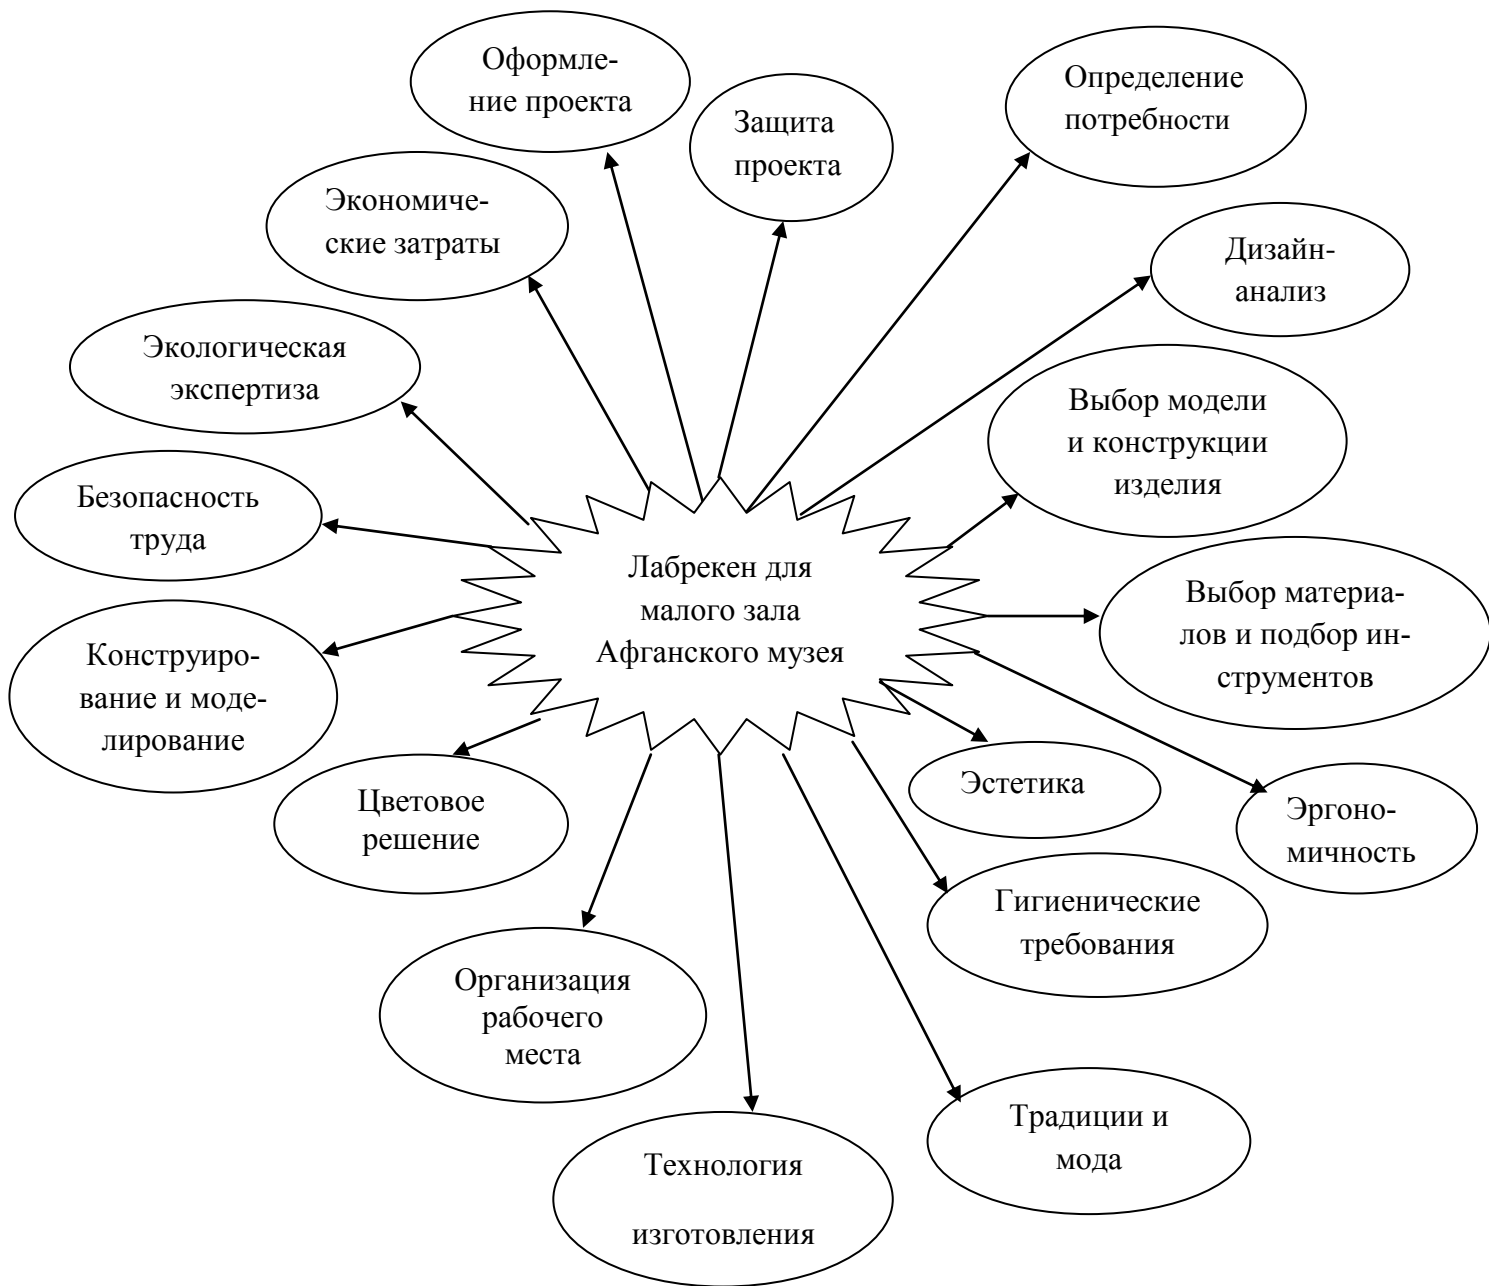 Оформле-
ние проекта
Защита
проекта
Определение
потребности
Экономиче-
ские затраты
Дизайн-
анализ
Экологическая
экспертиза
Выбор модели
и конструкции
изделия
Безопасность
труда
Лабрекен для
малого зала
Афганского музея
Выбор материа-
лов и подбор ин-
струментов
Конструиро-
вание и моде-
лирование
Эстетика
Эргоно-
мичность
Цветовое
решение
Гигиенические
требования
Организация
рабочего
места
Традиции и
мода
Технология
изготовления